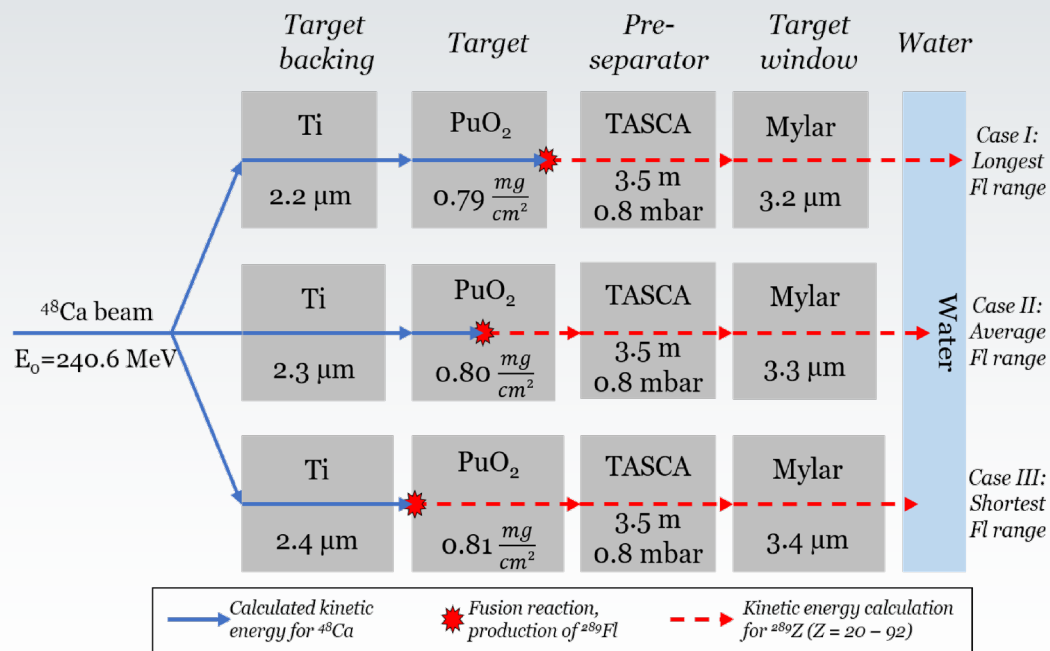 Target backing
Target
Pre-separator
Target window
Water
Ti
2.2 µm
PuO₂
0.79 mg/cm²
TASCA
3.5 m
0.8 mbar
Mylar
3.2 µm
Case I:
Longest
Fl range
⁴⁸Ca beam
E₀=240.6 MeV
Ti
2.3 µm
PuO₂
0.80 mg/cm²
TASCA
3.5 m
0.8 mbar
Mylar
3.3 µm
Water
Case II:
Average
Fl range
Ti
2.4 µm
PuO₂
0.81 mg/cm²
TASCA
3.5 m
0.8 mbar
Mylar
3.4 µm
Case III:
Shortest
Fl range
Calculated kinetic
energy for ⁴⁸Ca
Fusion reaction,
production of ²⁸⁹Fl
Kinetic energy calculation
for ²⁸⁹Z (Z = 20 – 92)